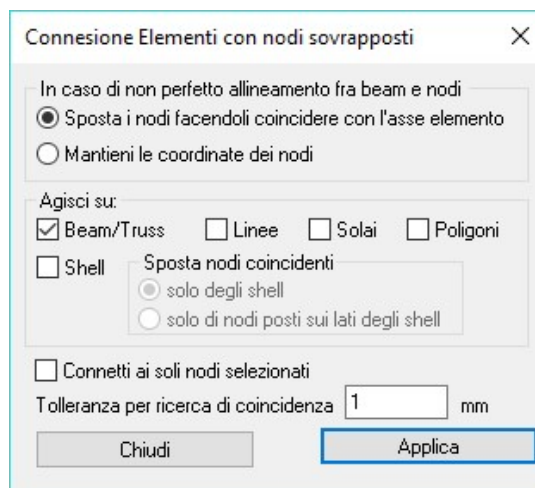 Connesione Elementi con nodi sovrapposti
In caso di non perfetto allineamento fra beam e nodi
Sposta i nodi facendoli coincidere con l'asse elemento
Mantieni le coordinate dei nodi
Agisci su:
Beam/Truss Linee Solai Poligoni
Shell Sposta nodi coincidenti
solo degli shell
solo di nodi posti sui lati degli shell
Connetti ai soli nodi selezionati
Tolleranza per ricerca di coincidenza 1 mm
Chiudi Applica